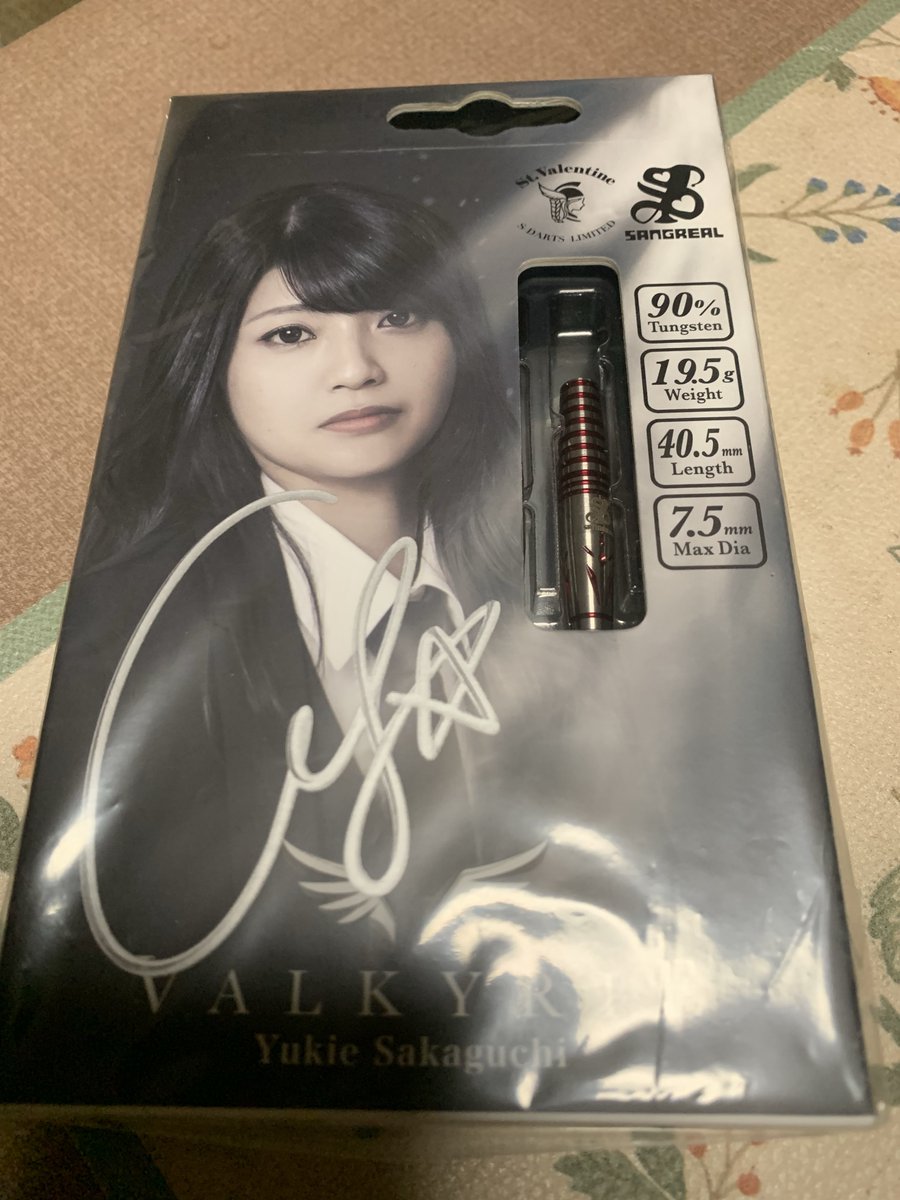 St. Valentine
S-DARTS LIMITED
SANGREAL
90%
Tungsten
19.5g
Weight
40.5mm
Length
7.5mm
Max Dia
VALKYRIE
Yukie Sakaguchi